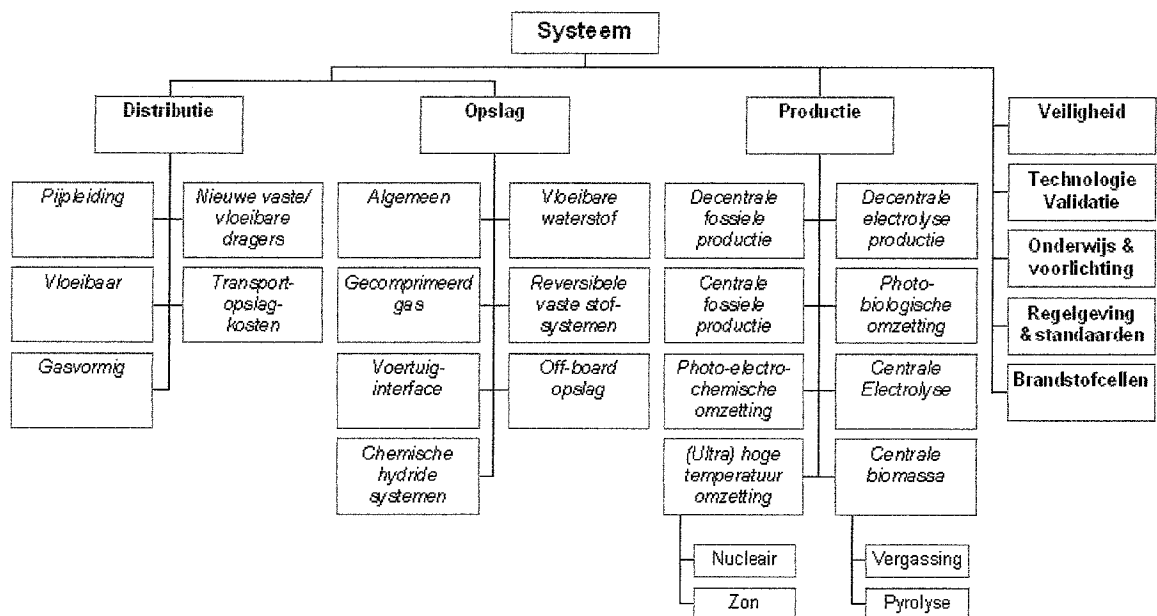 Systeem
Distributie
Opslag
Productie
Veiligheid
Technologie
Validatie
Onderwijs &
voorlichting
Regelgeving
& standaarden
Brandstofcellen
Pijpleiding
Nieuwe vaste/
vloeibare
dragers
Vloeibaar
Transport-
opslag-
kosten
Gasvormig
Algemeen
Vloeibare
waterstof
Gecomprimeerd
gas
Reversibele
vaste stof-
systemen
Voertuig-
interface
Off-board
opslag
Chemische
hydride
systemen
Decentrale
fossiele
productie
Decentrale
electrolyse
productie
Centrale
fossiele
productie
Photo-
biologische
omzetting
Photo-electro-
chemische
omzetting
Centrale
Electrolyse
(Ultra) hoge
temperatuur
omzetting
Centrale
biomassa
Nucleair
Zon
Vergassing
Pyrolyse